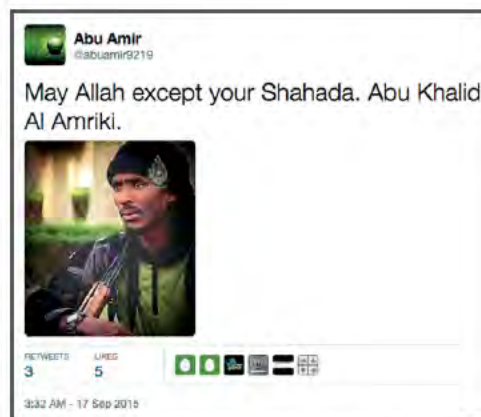 Abu Amir
@abuamir9219
May Allah except your Shahada. Abu Khalid
Al Amriki.
RETWEETS
LIKES
3
5
3:32 AM - 17 Sep 2015